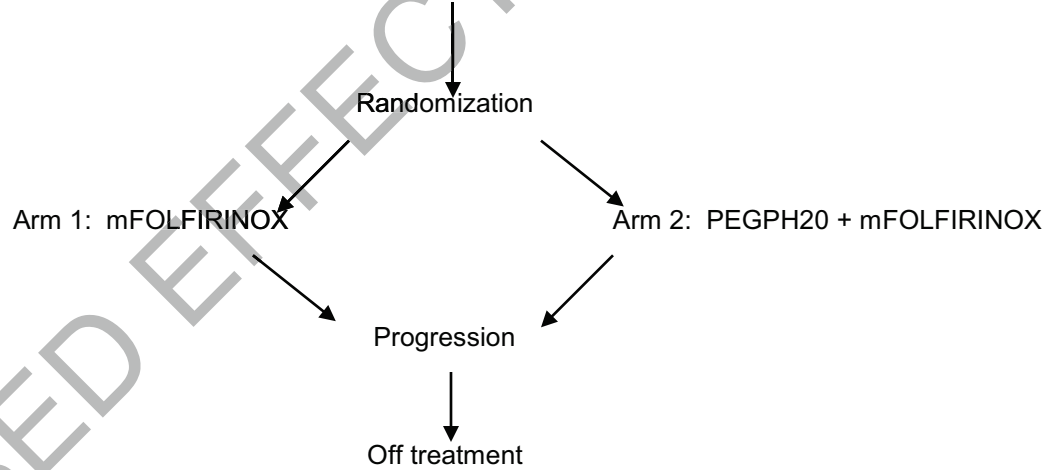 Randomization
Arm 1: mFOLFIRINOX
Arm 2: PEGPH20 + mFOLFIRINOX
Progression
Off treatment